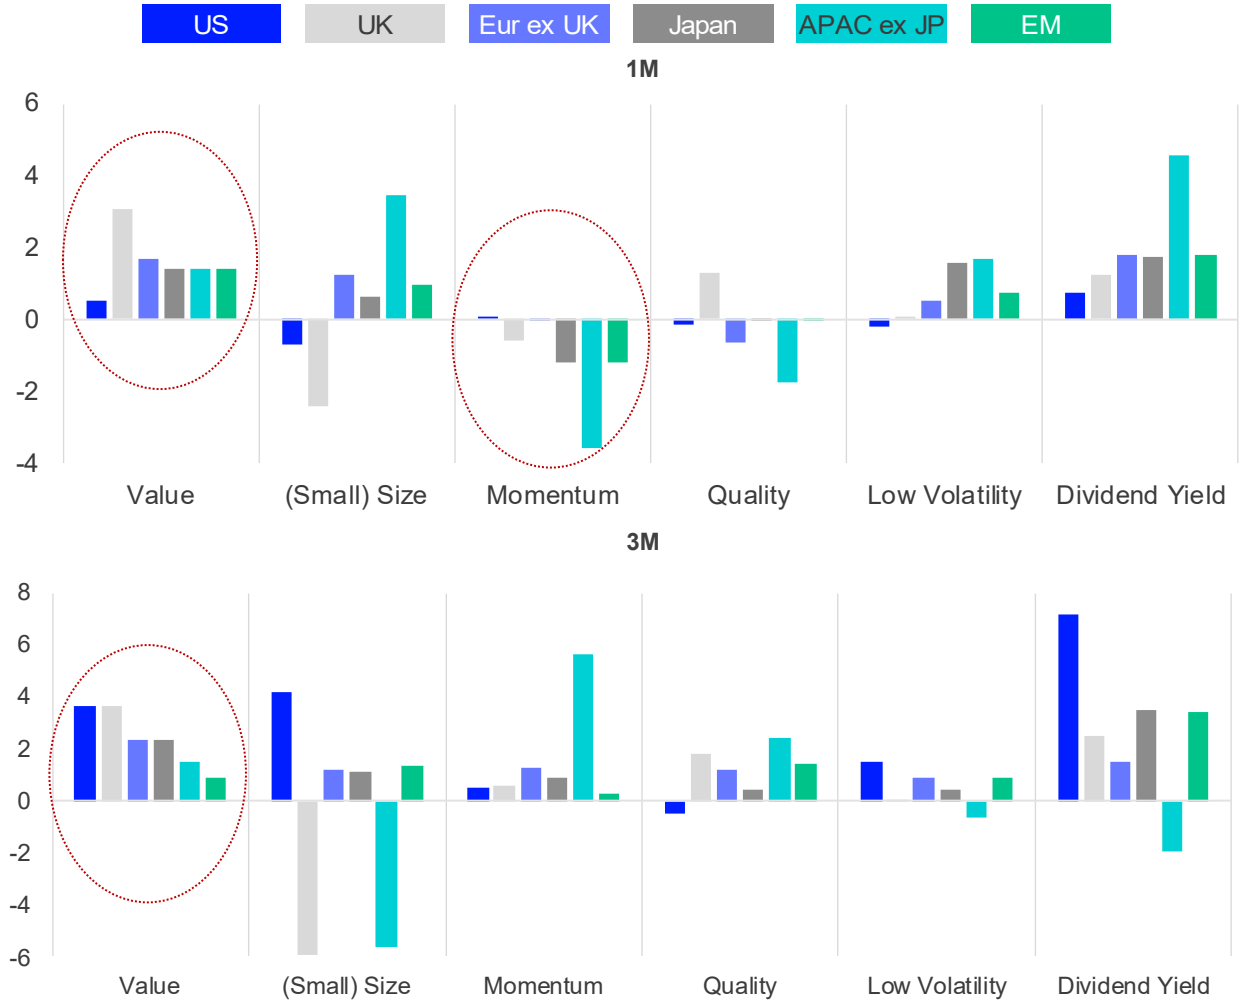 US UK Eur ex UK Japan APAC ex JP EM
1M
6
4
2
0
-2
-4
Value (Small) Size Momentum Quality Low Volatility Dividend Yield
3M
8
6
4
2
0
-2
-4
-6
Value (Small) Size Momentum Quality Low Volatility Dividend Yield